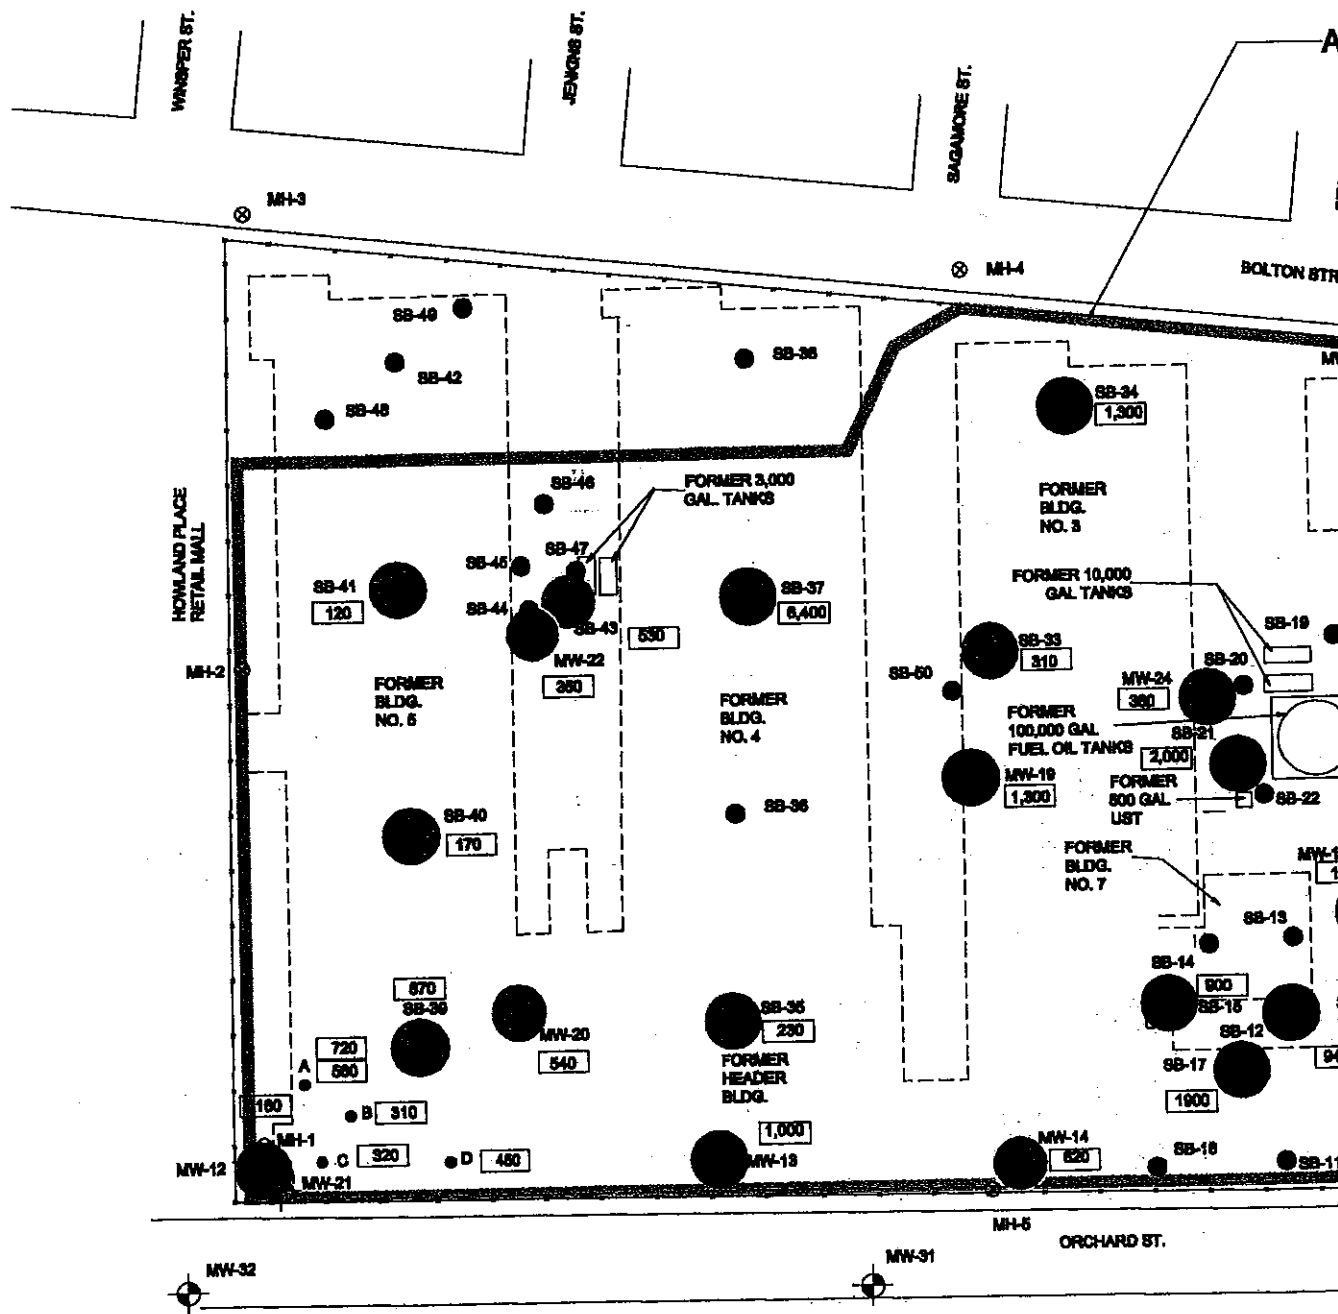 WINSPER ST.
JENKINS ST.
SAGAMORE ST.
A
MH-3
MH-4
BOLTON STR
SB-49
SB-42
SB-48
SB-38
SB-34
1,300
FORMER
BLDG.
NO. 3
SB-46
FORMER 3,000
GAL. TANKS
HOWLAND PLACE
RETAIL MALL
SB-45
SB-47
SB-41
120
SB-44
SB-43
530
SB-37
6,400
FORMER 10,000
GAL TANKS
SB-19
MW-22
350
MH-2
SB-33
310
SB-50
SB-20
MW-24
380
FORMER
BLDG.
NO. 5
FORMER
BLDG.
NO. 4
FORMER
100,000 GAL
FUEL OIL TANKS
SB-21
2,000
MW-19
1,300
FORMER
500 GAL
UST
SB-22
SB-36
SB-40
170
FORMER
BLDG.
NO. 7
SB-13
SB-14
900
SB-15
SB-12
870
SB-39
MW-20
540
SB-35
230
FORMER
HEADER
BLDG.
SB-17
1900
94
720
560
A
160
B
310
MH-1
C
320
D
460
MW-12
MW-21
1,000
MW-13
MW-14
620
SB-18
SB-11
MH-5
ORCHARD ST.
MW-32
MW-31